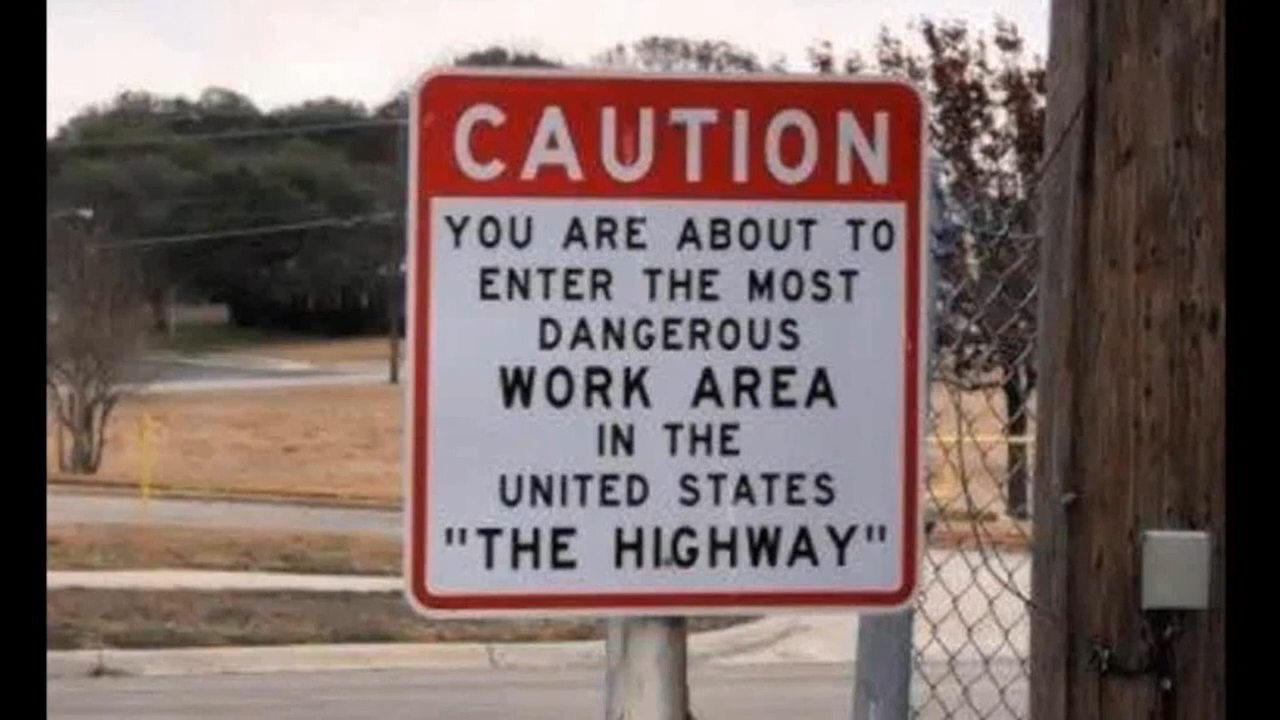 CAUTION
YOU ARE ABOUT TO
ENTER THE MOST
DANGEROUS
WORK AREA
IN THE
UNITED STATES
"THE HIGHWAY"